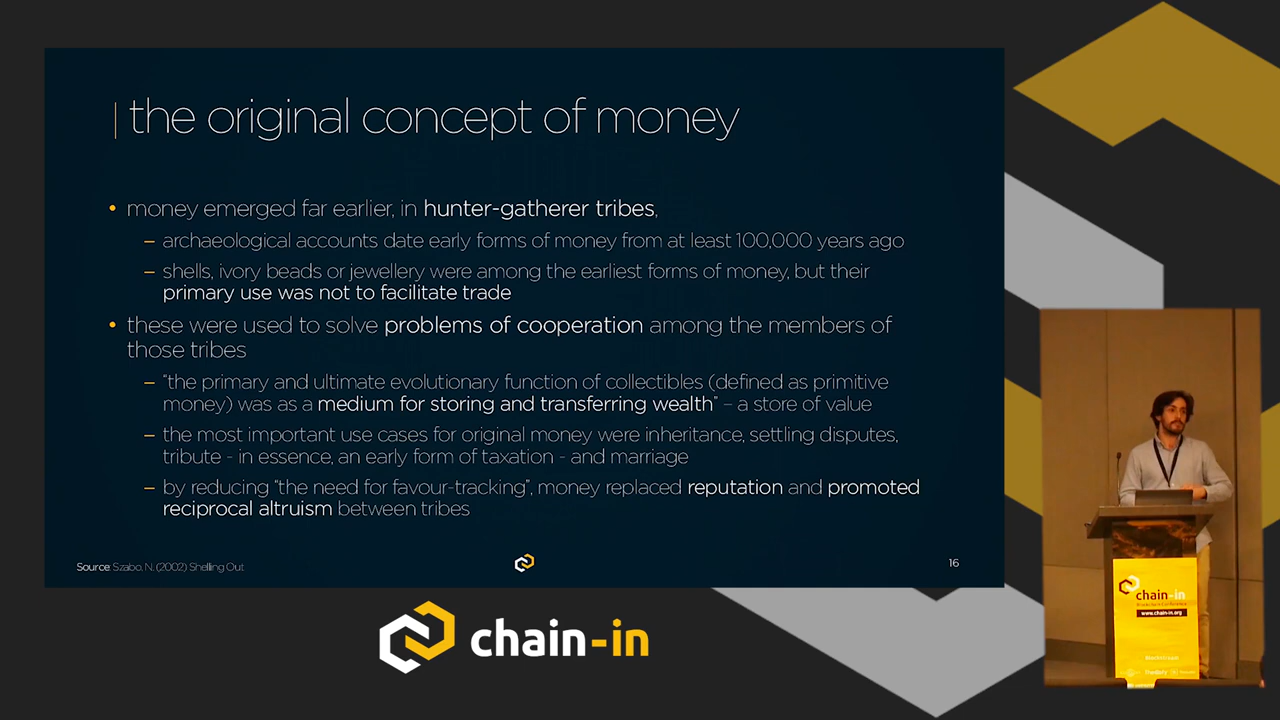 the original concept of money
• money emerged far earlier, in hunter-gatherer tribes,
– archaeological accounts date early forms of money from at least 100,000 years ago
– shells, ivory beads or jewellery were among the earliest forms of money, but their
primary use was not to facilitate trade
• these were used to solve problems of cooperation among the members of
those tribes
– "the primary and ultimate evolutionary function of collectibles (defined as primitive
money) was as a medium for storing and transferring wealth" – a store of value
– the most important use cases for original money were inheritance, settling disputes,
tribute - in essence, an early form of taxation - and marriage
– by reducing "the need for favour-tracking", money replaced reputation and promoted
reciprocal altruism between tribes
Source: Szabo, N. (2002) Shelling Out
16
chain-in
chain-in
www.chain-in.org